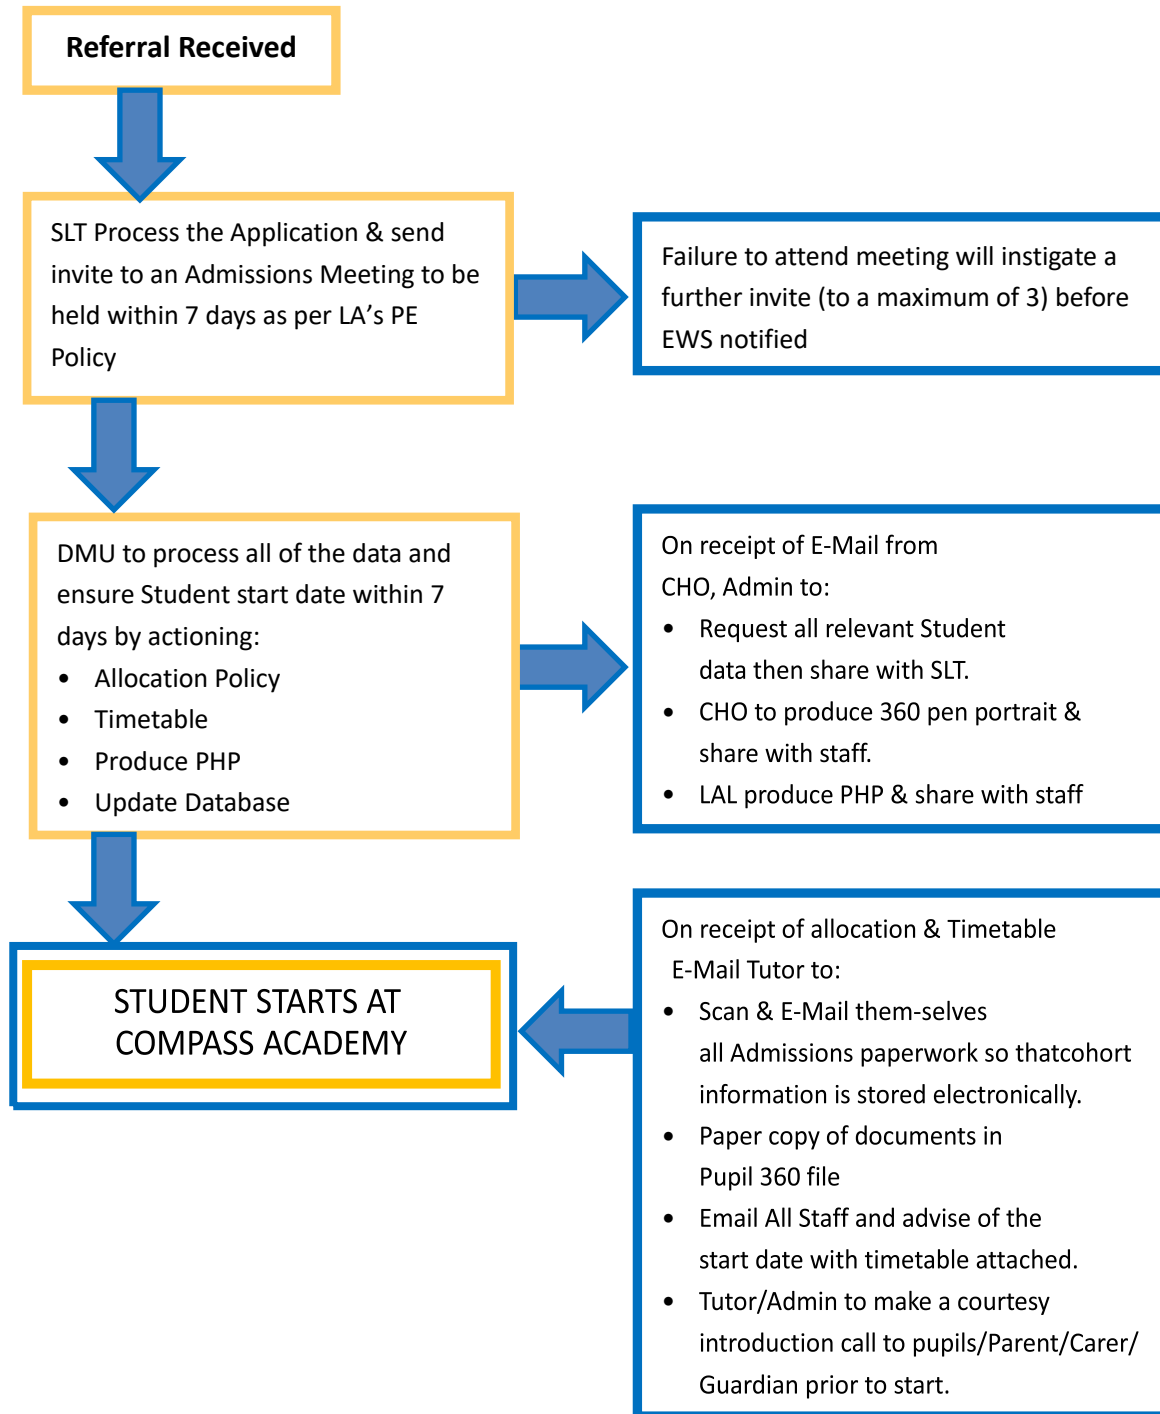 Referral Received
SLT Process the Application & send
invite to an Admissions Meeting to be
held within 7 days as per LA’s PE
Policy
Failure to attend meeting will instigate a
further invite (to a maximum of 3) before
EWS notified
DMU to process all of the data and
ensure Student start date within 7
days by actioning:
• Allocation Policy
• Timetable
• Produce PHP
• Update Database
On receipt of E-Mail from
CHO, Admin to:
• Request all relevant Student
data then share with SLT.
• CHO to produce 360 pen portrait &
share with staff.
• LAL produce PHP & share with staff
STUDENT STARTS AT
COMPASS ACADEMY
On receipt of allocation & Timetable
E-Mail Tutor to:
• Scan & E-Mail them-selves
all Admissions paperwork so thatcohort
information is stored electronically.
• Paper copy of documents in
Pupil 360 file
• Email All Staff and advise of the
start date with timetable attached.
• Tutor/Admin to make a courtesy
introduction call to pupils/Parent/Carer/
Guardian prior to start.